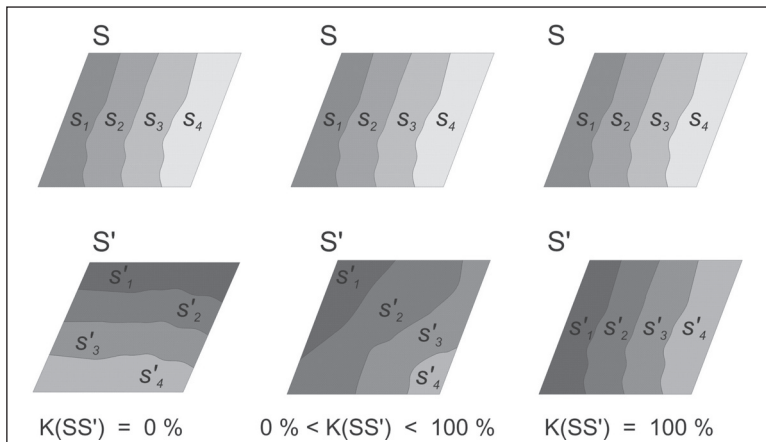 S S S
s₁ s₂ s₃ s₄ s₁ s₂ s₃ s₄ s₁ s₂ s₃ s₄
S' S' S'
s'₁ s'₁
s'₂ s'₂ s'₁ s'₂ s'₃ s'₄
s'₃ s'₃
s'₄ s'₄
K(SS') = 0 % 0 % < K(SS') < 100 % K(SS') = 100 %